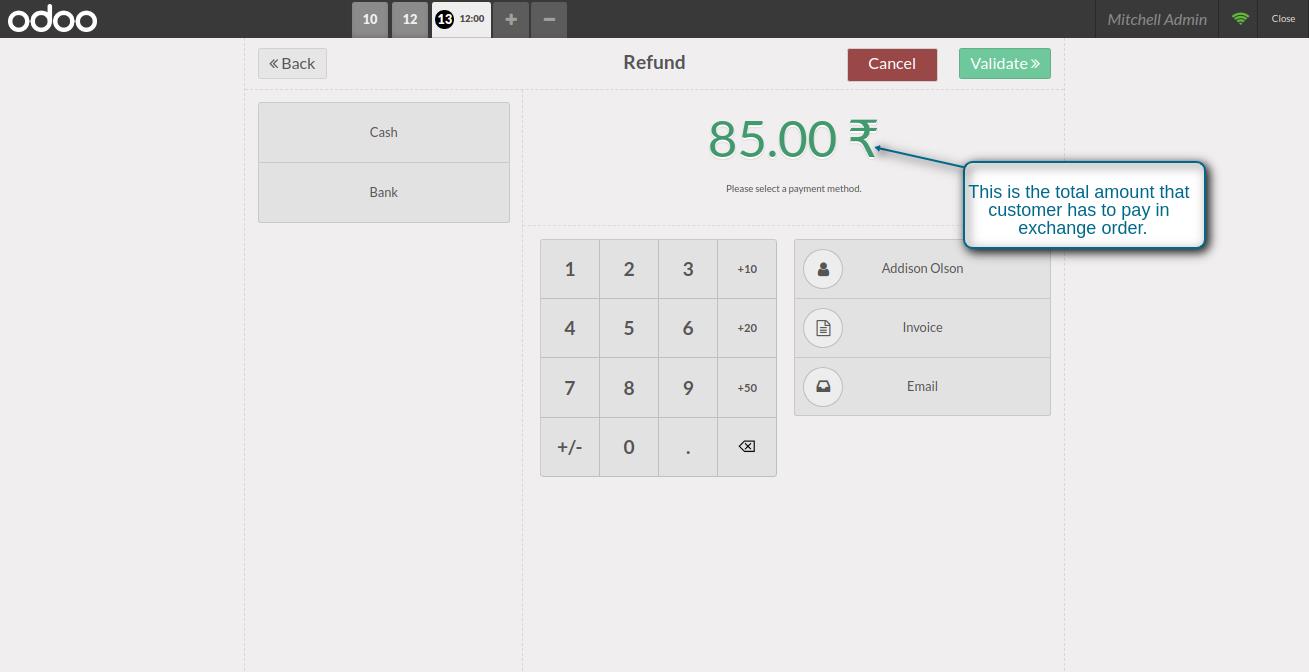 odoo
10
12
13 12:00
+
−
Mitchell Admin
Close
« Back
Refund
Cancel
Validate »
Cash
Bank
85.00 ₹
Please select a payment method.
This is the total amount that
customer has to pay in
exchange order.
1 2 3 +10
4 5 6 +20
7 8 9 +50
+/- 0 .
Addison Olson
Invoice
Email